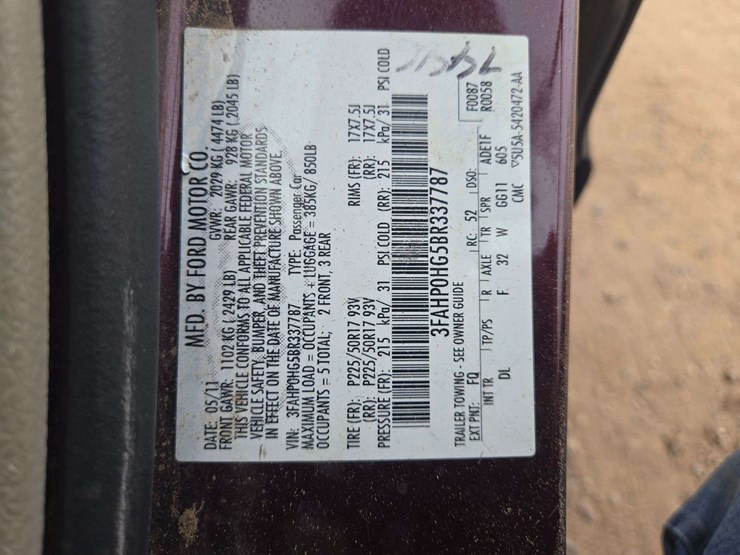 MFD. BY FORD MOTOR CO.
DATE: 05/11 GVWR: 2029 KG ( 4474 LB)
FRONT GAWR: 1102 KG ( 2429 LB) REAR GAWR: 928 KG ( 2045 LB)
THIS VEHICLE CONFORMS TO ALL APPLICABLE FEDERAL MOTOR
VEHICLE SAFETY, BUMPER, AND THEFT PREVENTION STANDARDS
IN EFFECT ON THE DATE OF MANUFACTURE SHOWN ABOVE.
VIN: 3FAHP0HG5BR337787 TYPE: Passenger Car
MAXIMUM LOAD = OCCUPANTS + LUGGAGE = 385KG/ 850LB
OCCUPANTS = 5 TOTAL; 2 FRONT, 3 REAR
TIRE (FR): P225/50R17 93V RIMS (FR): 17X7.5J
(RR): P225/50R17 93V (RR): 17X7.5J
PRESSURE (FR): 215 kPa/ 31 PSI COLD (RR): 215 kPa/ 31 PSI COLD
3FAHP0HG5BR337787
TRAILER TOWING - SEE OWNER GUIDE F0087
EXT PNT: FQ RC: 52 DSO: R0058
INT TR TP/PS R AXLE TR SPR ADE1F
DL F 32 W GG11 605
CMC 5U5A-5420472-AA